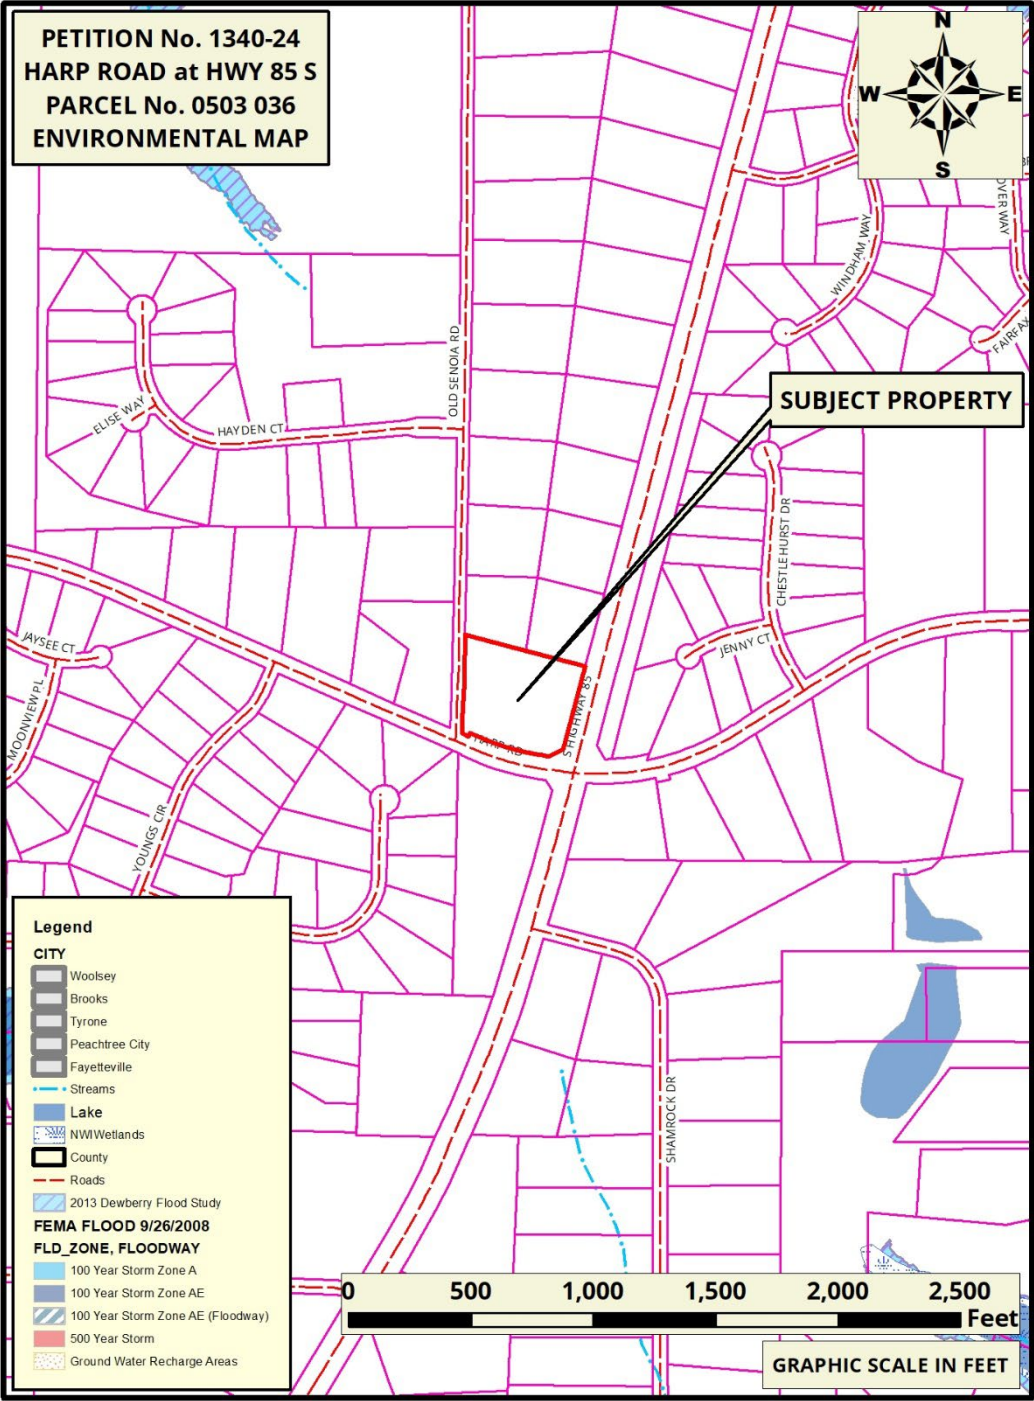 PETITION No. 1340-24
HARP ROAD at HWY 85 S
PARCEL No. 0503 036
ENVIRONMENTAL MAP
N
W
E
S
OVER WAY
WINDHAM WAY
FAIRFAX
OLD SENOIA RD
SUBJECT PROPERTY
ELISE WAY
HAYDEN CT
CHESTLEHURST DR
JAYSEE CT
JENNY CT
MOONVIEW PL
S HIGHWAY 85
HARP RD
YOUNGS CIR
SHAMROCK DR
Legend
CITY
Woolsey
Brooks
Tyrone
Peachtree City
Fayetteville
Streams
Lake
NWI Wetlands
County
Roads
2013 Dewberry Flood Study
FEMA FLOOD 9/26/2008
FLD_ZONE, FLOODWAY
100 Year Storm Zone A
100 Year Storm Zone AE
100 Year Storm Zone AE (Floodway)
500 Year Storm
Ground Water Recharge Areas
0 500 1,000 1,500 2,000 2,500
Feet
GRAPHIC SCALE IN FEET